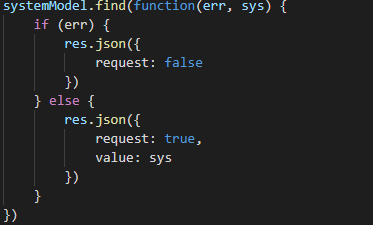 systemModel.find(function(err, sys) {
    if (err) {
        res.json({
            request: false
        })
    } else {
        res.json({
            request: true,
            value: sys
        })
    }
})